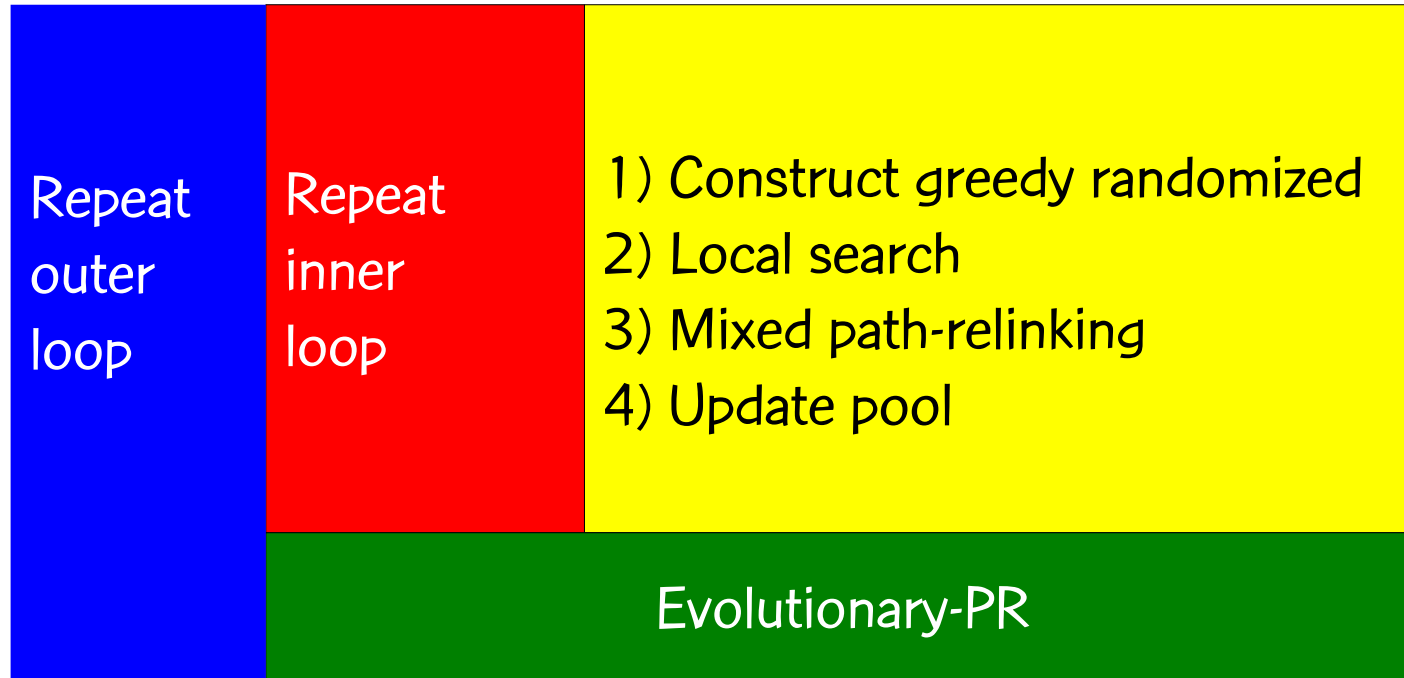 Repeat
outer
loop
Repeat
inner
loop
1) Construct greedy randomized
2) Local search
3) Mixed path-relinking
4) Update pool
Evolutionary-PR